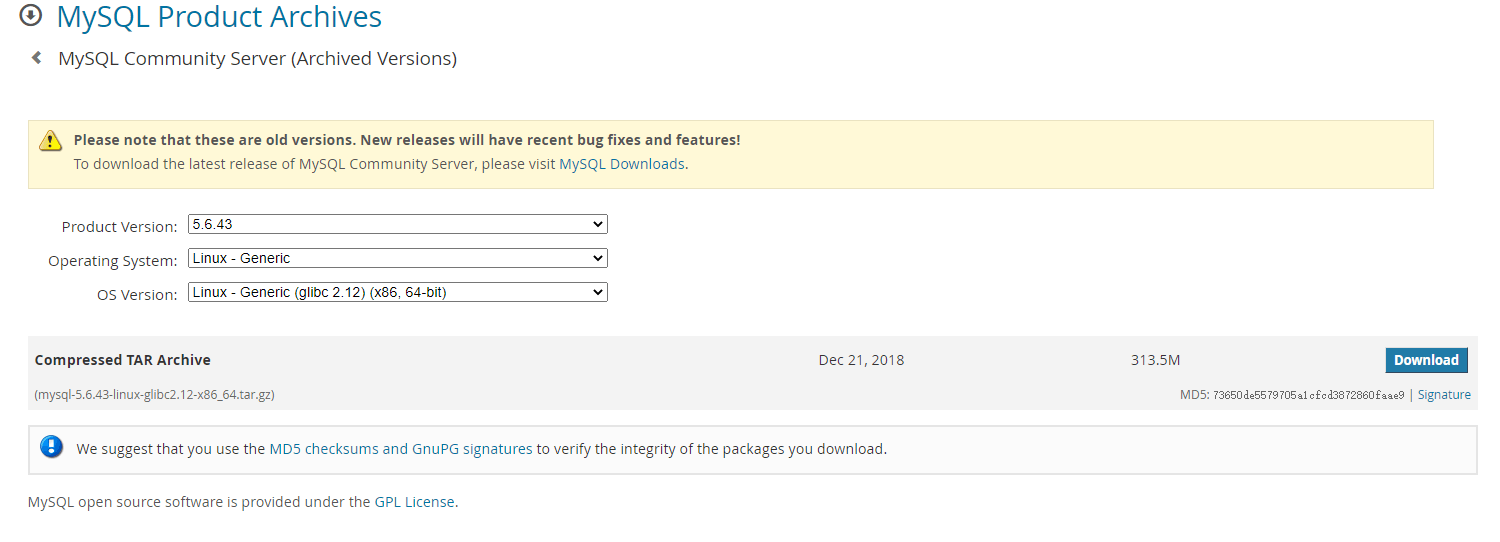 MySQL Product Archives
MySQL Community Server (Archived Versions)
Please note that these are old versions. New releases will have recent bug fixes and features!
To download the latest release of MySQL Community Server, please visit MySQL Downloads.
Product Version: 5.6.43
Operating System: Linux - Generic
OS Version: Linux - Generic (glibc 2.12) (x86, 64-bit)
Compressed TAR Archive Dec 21, 2018 313.5M Download
(mysql-5.6.43-linux-glibc2.12-x86_64.tar.gz) MD5: 73650de5579705a1cfcd3872860faae9 | Signature
We suggest that you use the MD5 checksums and GnuPG signatures to verify the integrity of the packages you download.
MySQL open source software is provided under the GPL License.